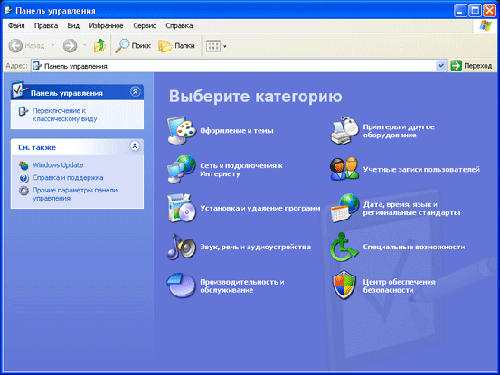 Панель управления
Файл Правка Вид Избранное Сервис Справка
Назад Поиск Папки
Адрес: Панель управления Переход
Панель управления
Переключение к
классическому виду
См. также
Windows Update
Справка и поддержка
Прочие параметры панели
управления
Выберите категорию
Оформление и темы
Принтеры и другое
оборудование
Сеть и подключения к
Интернету
Учетные записи пользователей
Установка и удаление программ
Дата, время, язык и
региональные стандарты
Звук, речь и аудиоустройства
Специальные возможности
Производительность и
обслуживание
Центр обеспечения
безопасности